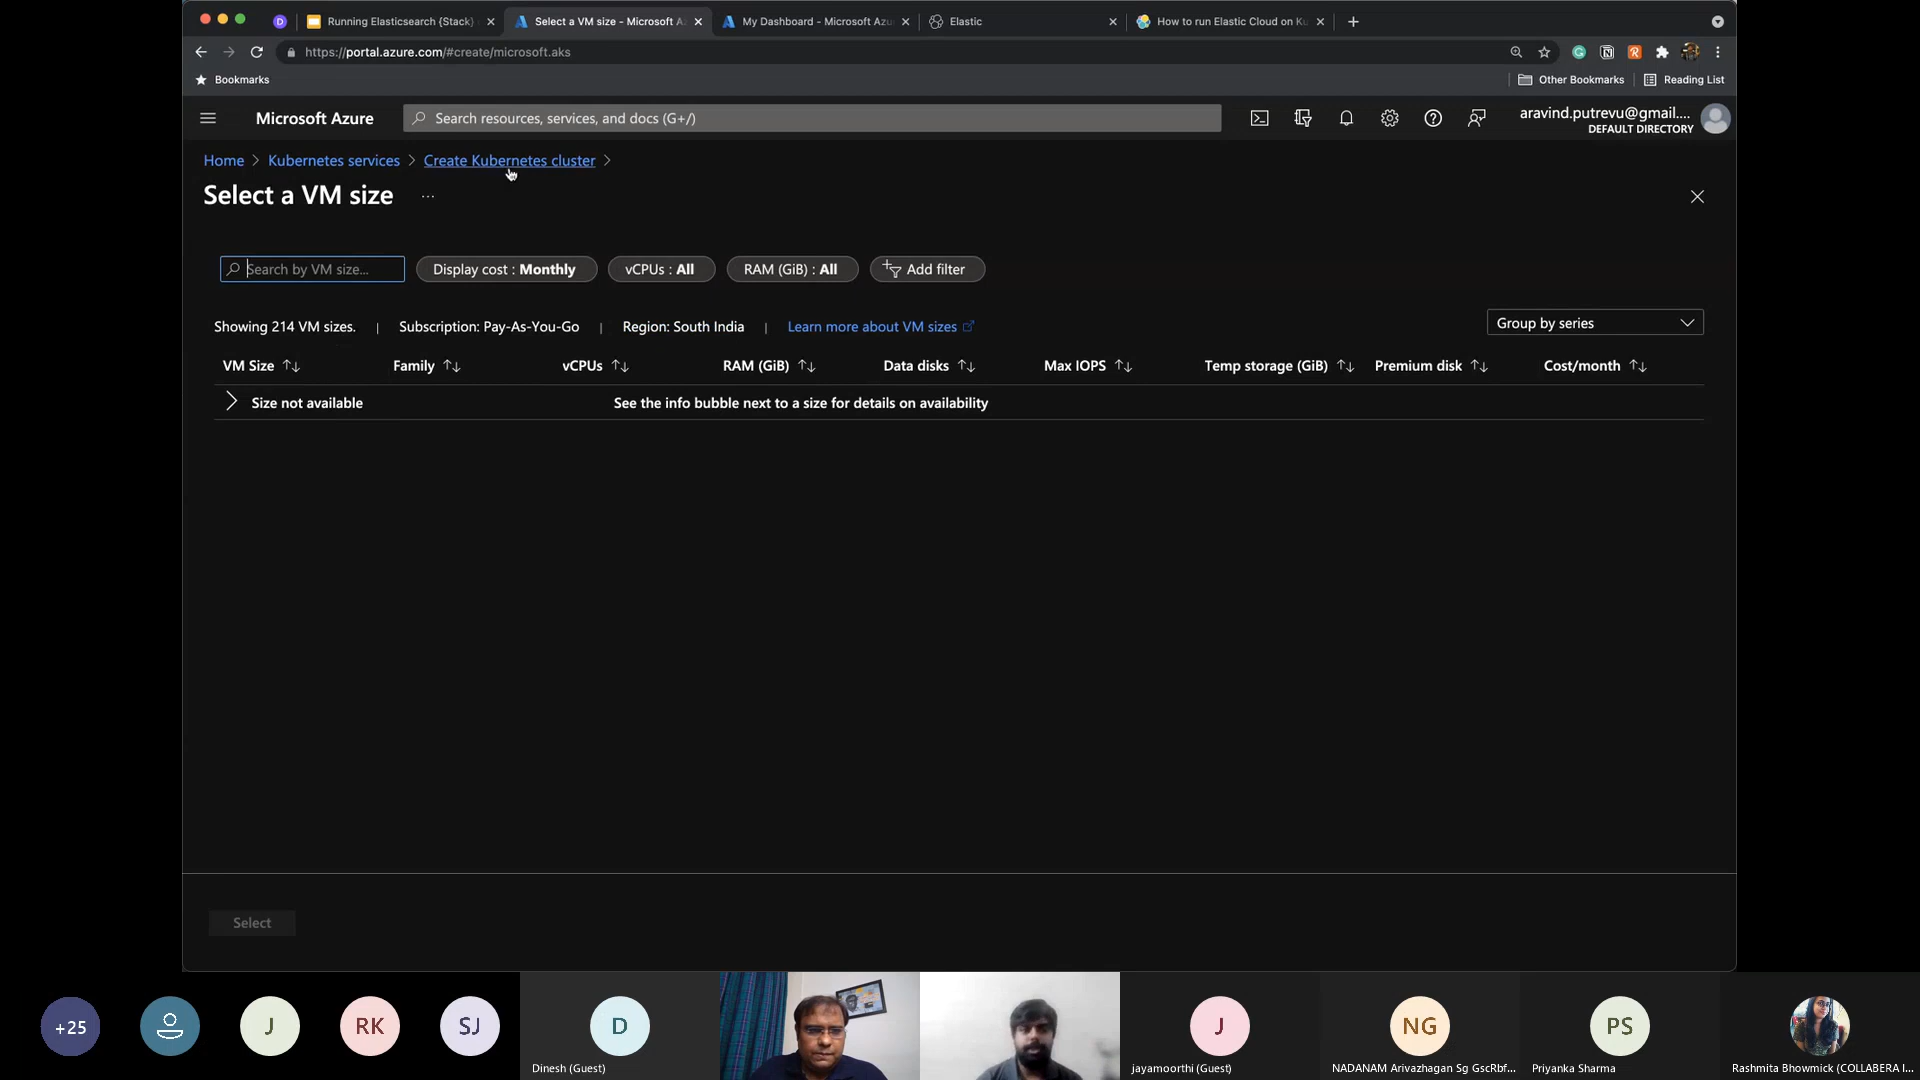 Running Elasticsearch {Stack}
Select a VM size - Microsoft A
My Dashboard - Microsoft Azu
Elastic
How to run Elastic Cloud on Ku
https://portal.azure.com/#create/microsoft.aks
Bookmarks
Other Bookmarks
Reading List
Microsoft Azure
Search resources, services, and docs (G+/)
aravind.putrevu@gmail....
DEFAULT DIRECTORY
Home > Kubernetes services > Create Kubernetes cluster >
Select a VM size ...
Search by VM size...
Display cost : Monthly
vCPUs : All
RAM (GiB) : All
Add filter
Showing 214 VM sizes. | Subscription: Pay-As-You-Go | Region: South India | Learn more about VM sizes
Group by series
VM Size Family vCPUs RAM (GiB) Data disks Max IOPS Temp storage (GiB) Premium disk Cost/month
Size not available See the info bubble next to a size for details on availability
Select
+25
J
RK
SJ
D
Dinesh (Guest)
J
jayamoorthi (Guest)
NG
NADANAM Arivazhagan Sg GscRbf...
PS
Priyanka Sharma
Rashmita Bhowmick (COLLABERA I...